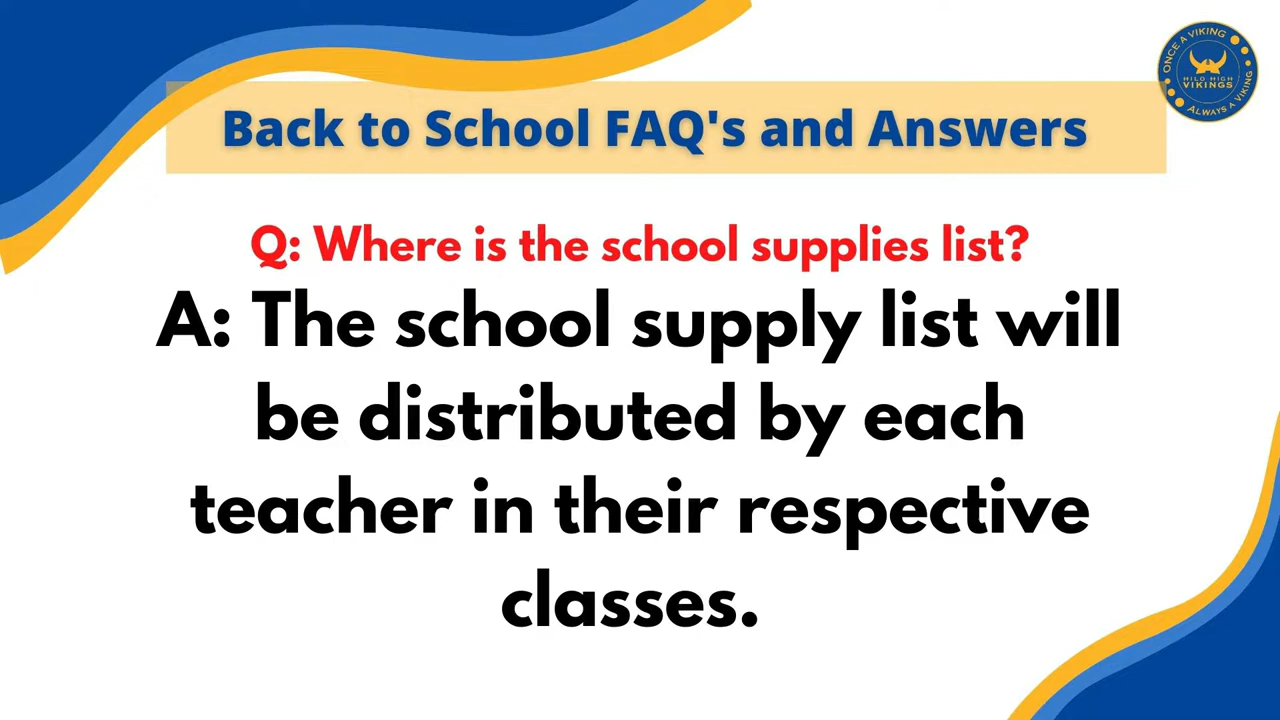 Back to School FAQ's and Answers
ONCE A VIKING
HILO HIGH
VIKINGS
ALWAYS A VIKING
Q: Where is the school supplies list?
A: The school supply list will
be distributed by each
teacher in their respective
classes.